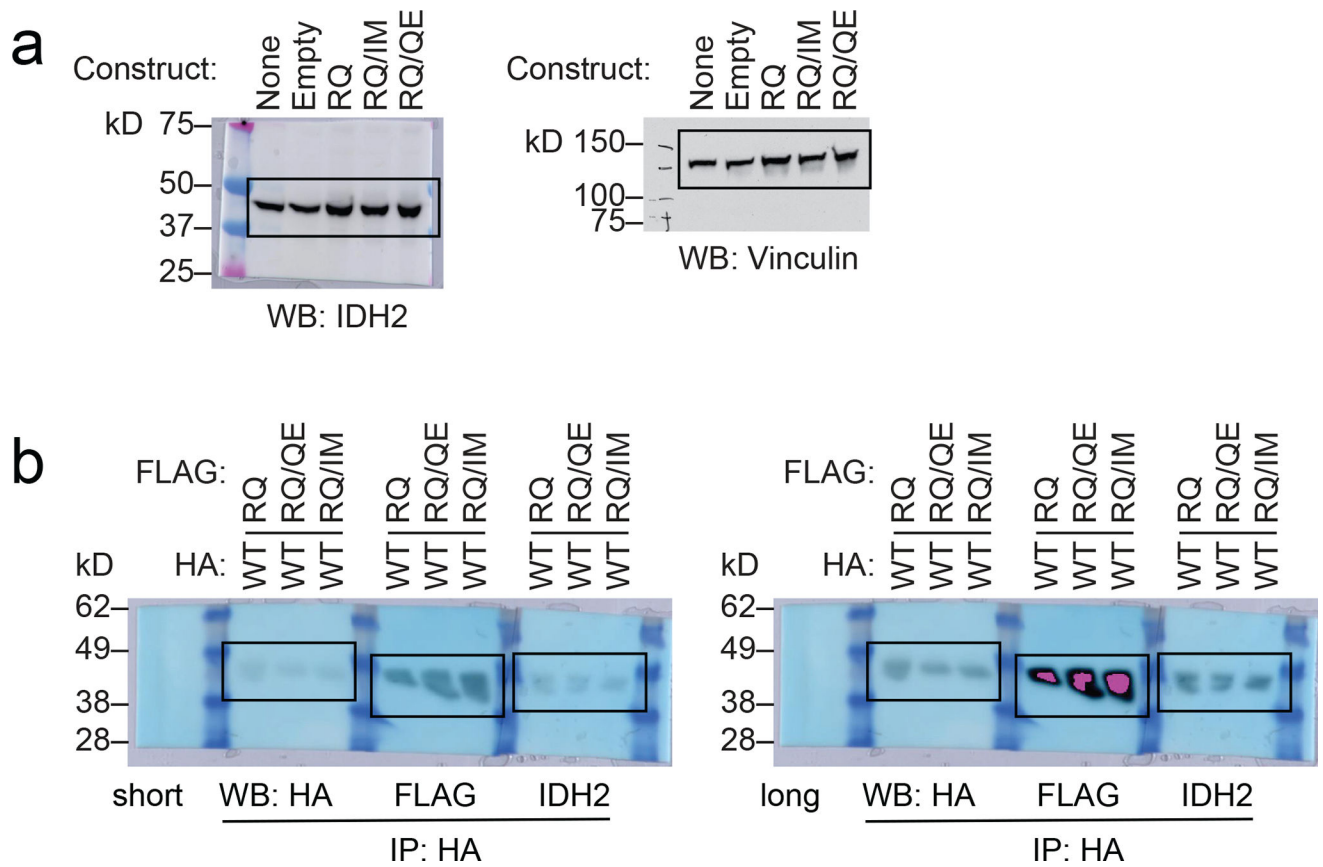 a
Construct: None Empty RQ RQ/IM RQ/QE
kD 75
50
37
25
WB: IDH2
Construct: None Empty RQ RQ/IM RQ/QE
kD 150
100
75
WB: Vinculin
b
FLAG: RQ RQ/QE RQ/IM RQ RQ/QE RQ/IM RQ RQ/QE RQ/IM
HA: WT WT WT WT WT WT WT WT WT
kD
62
49
38
28
short WB: HA FLAG IDH2
IP: HA
FLAG: RQ RQ/QE RQ/IM RQ RQ/QE RQ/IM RQ RQ/QE RQ/IM
HA: WT WT WT WT WT WT WT WT WT
kD
62
49
38
28
long WB: HA FLAG IDH2
IP: HA